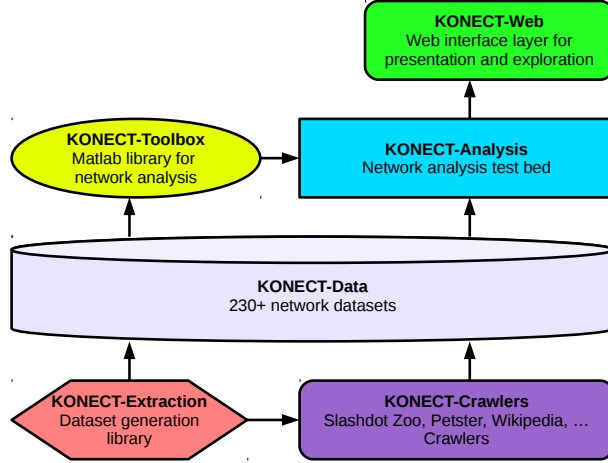 KONECT-Web
Web interface layer for
presentation and exploration
KONECT-Toolbox
Matlab library for
network analysis
KONECT-Analysis
Network analysis test bed
KONECT-Data
230+ network datasets
KONECT-Extraction
Dataset generation
library
KONECT-Crawlers
Slashdot Zoo, Petster, Wikipedia, …
Crawlers